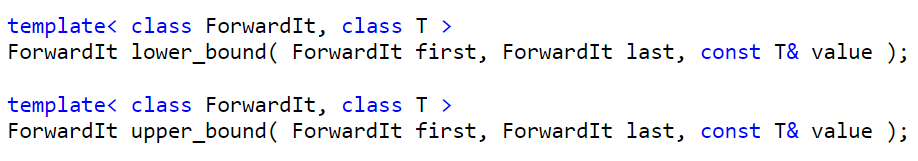 template< class ForwardIt, class T >
ForwardIt lower_bound( ForwardIt first, ForwardIt last, const T& value );
template< class ForwardIt, class T >
ForwardIt upper_bound( ForwardIt first, ForwardIt last, const T& value );